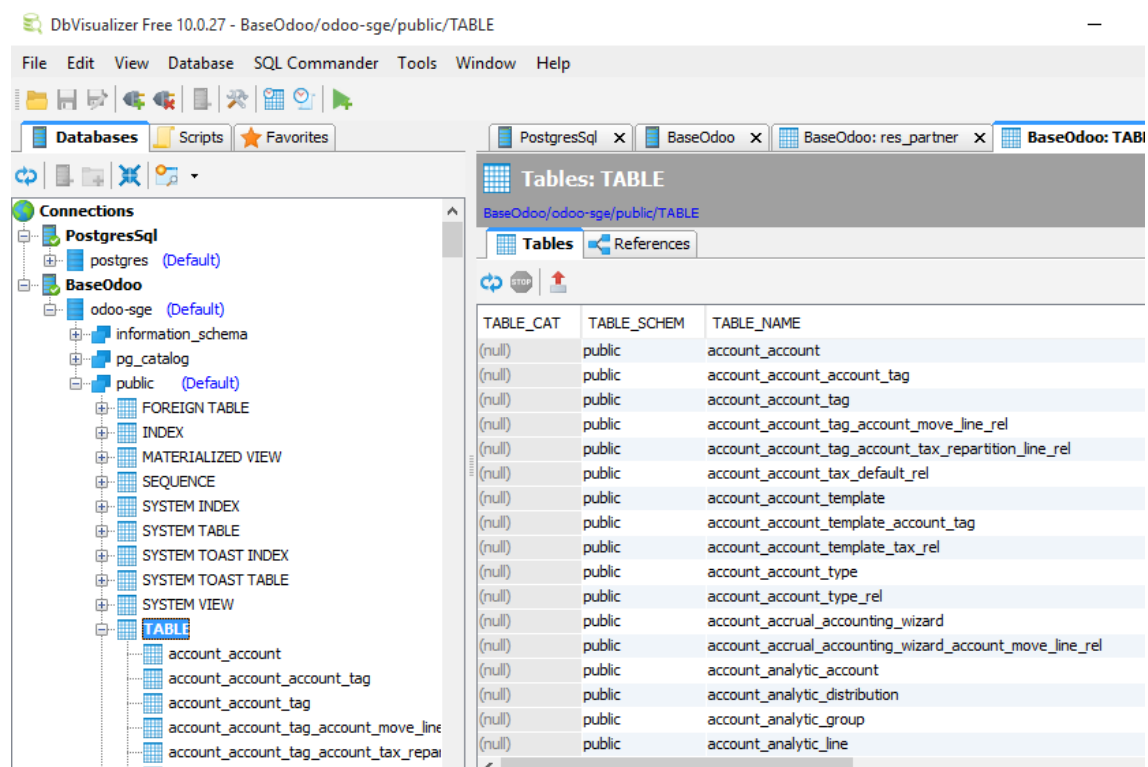 DbVisualizer Free 10.0.27 - BaseOdoo/odoo-sge/public/TABLE
File Edit View Database SQL Commander Tools Window Help
Databases Scripts Favorites
Connections
PostgresSql
postgres (Default)
BaseOdoo
odoo-sge (Default)
information_schema
pg_catalog
public (Default)
FOREIGN TABLE
INDEX
MATERIALIZED VIEW
SEQUENCE
SYSTEM INDEX
SYSTEM TABLE
SYSTEM TOAST INDEX
SYSTEM TOAST TABLE
SYSTEM VIEW
TABLE
account_account
account_account_account_tag
account_account_tag
account_account_tag_account_move_line
account_account_tag_account_tax_repar
PostgresSql BaseOdoo BaseOdoo: res_partner BaseOdoo: TABL
Tables: TABLE
BaseOdoo/odoo-sge/public/TABLE
Tables References
STOP
TABLE_CAT TABLE_SCHEM TABLE_NAME
(null) public account_account
(null) public account_account_account_tag
(null) public account_account_tag
(null) public account_account_tag_account_move_line_rel
(null) public account_account_tag_account_tax_repartition_line_rel
(null) public account_account_tax_default_rel
(null) public account_account_template
(null) public account_account_template_account_tag
(null) public account_account_template_tax_rel
(null) public account_account_type
(null) public account_account_type_rel
(null) public account_accrual_accounting_wizard
(null) public account_accrual_accounting_wizard_account_move_line_rel
(null) public account_analytic_account
(null) public account_analytic_distribution
(null) public account_analytic_group
(null) public account_analytic_line